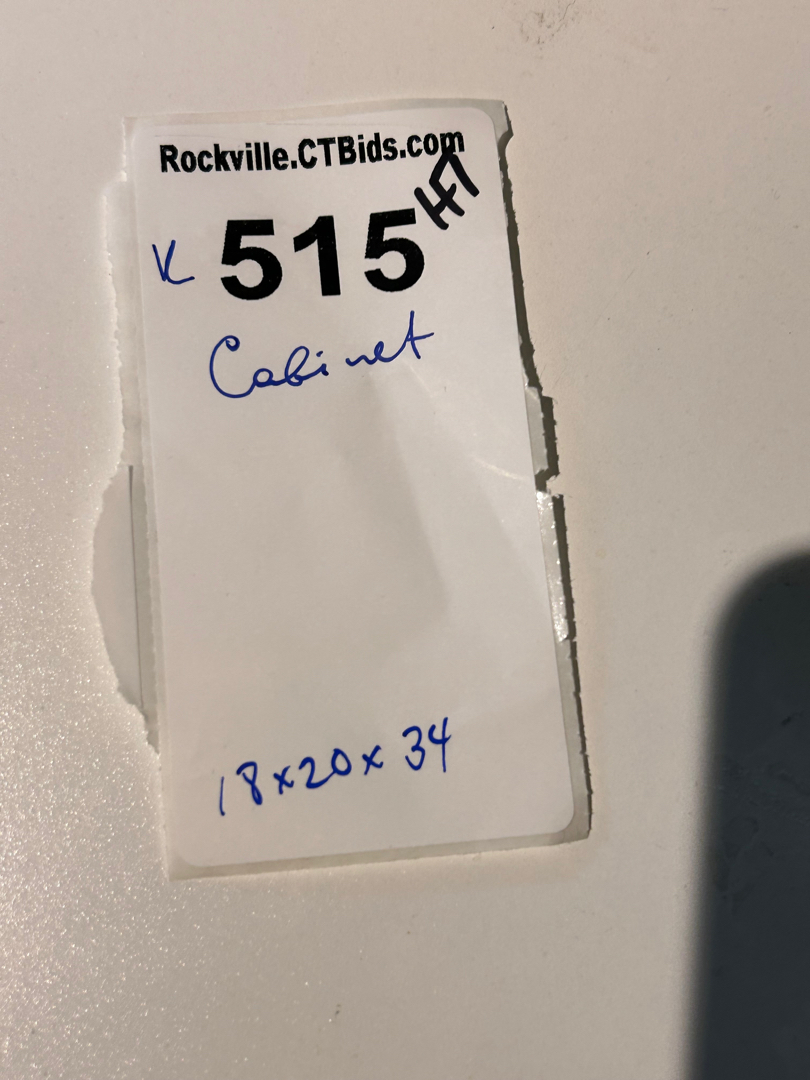 Rockville.CTBids.com
HT
K 515
Cabinet
18x20x34